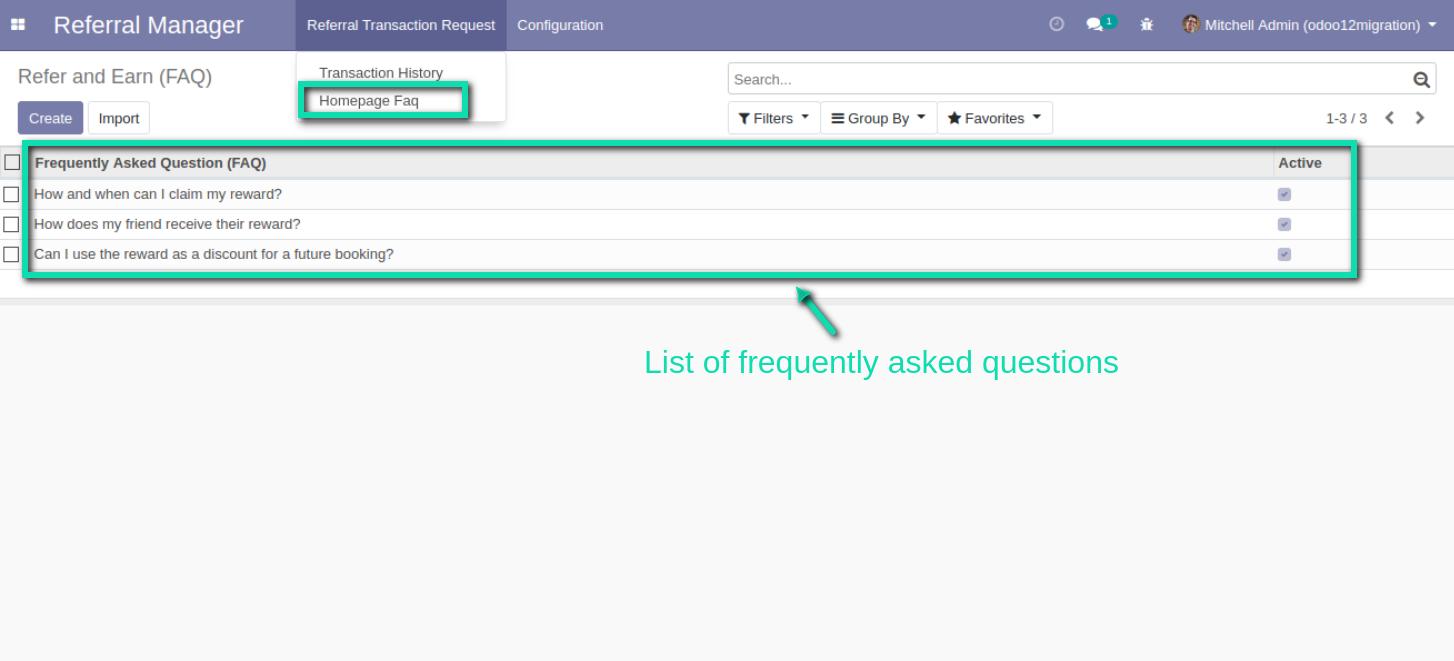 Referral Manager
Referral Transaction Request
Configuration
1
Mitchell Admin (odoo12migration)
Transaction History
Homepage Faq
Refer and Earn (FAQ)
Search...
Create
Import
Filters
Group By
Favorites
1-3 / 3
Frequently Asked Question (FAQ)
Active
How and when can I claim my reward?
How does my friend receive their reward?
Can I use the reward as a discount for a future booking?
List of frequently asked questions